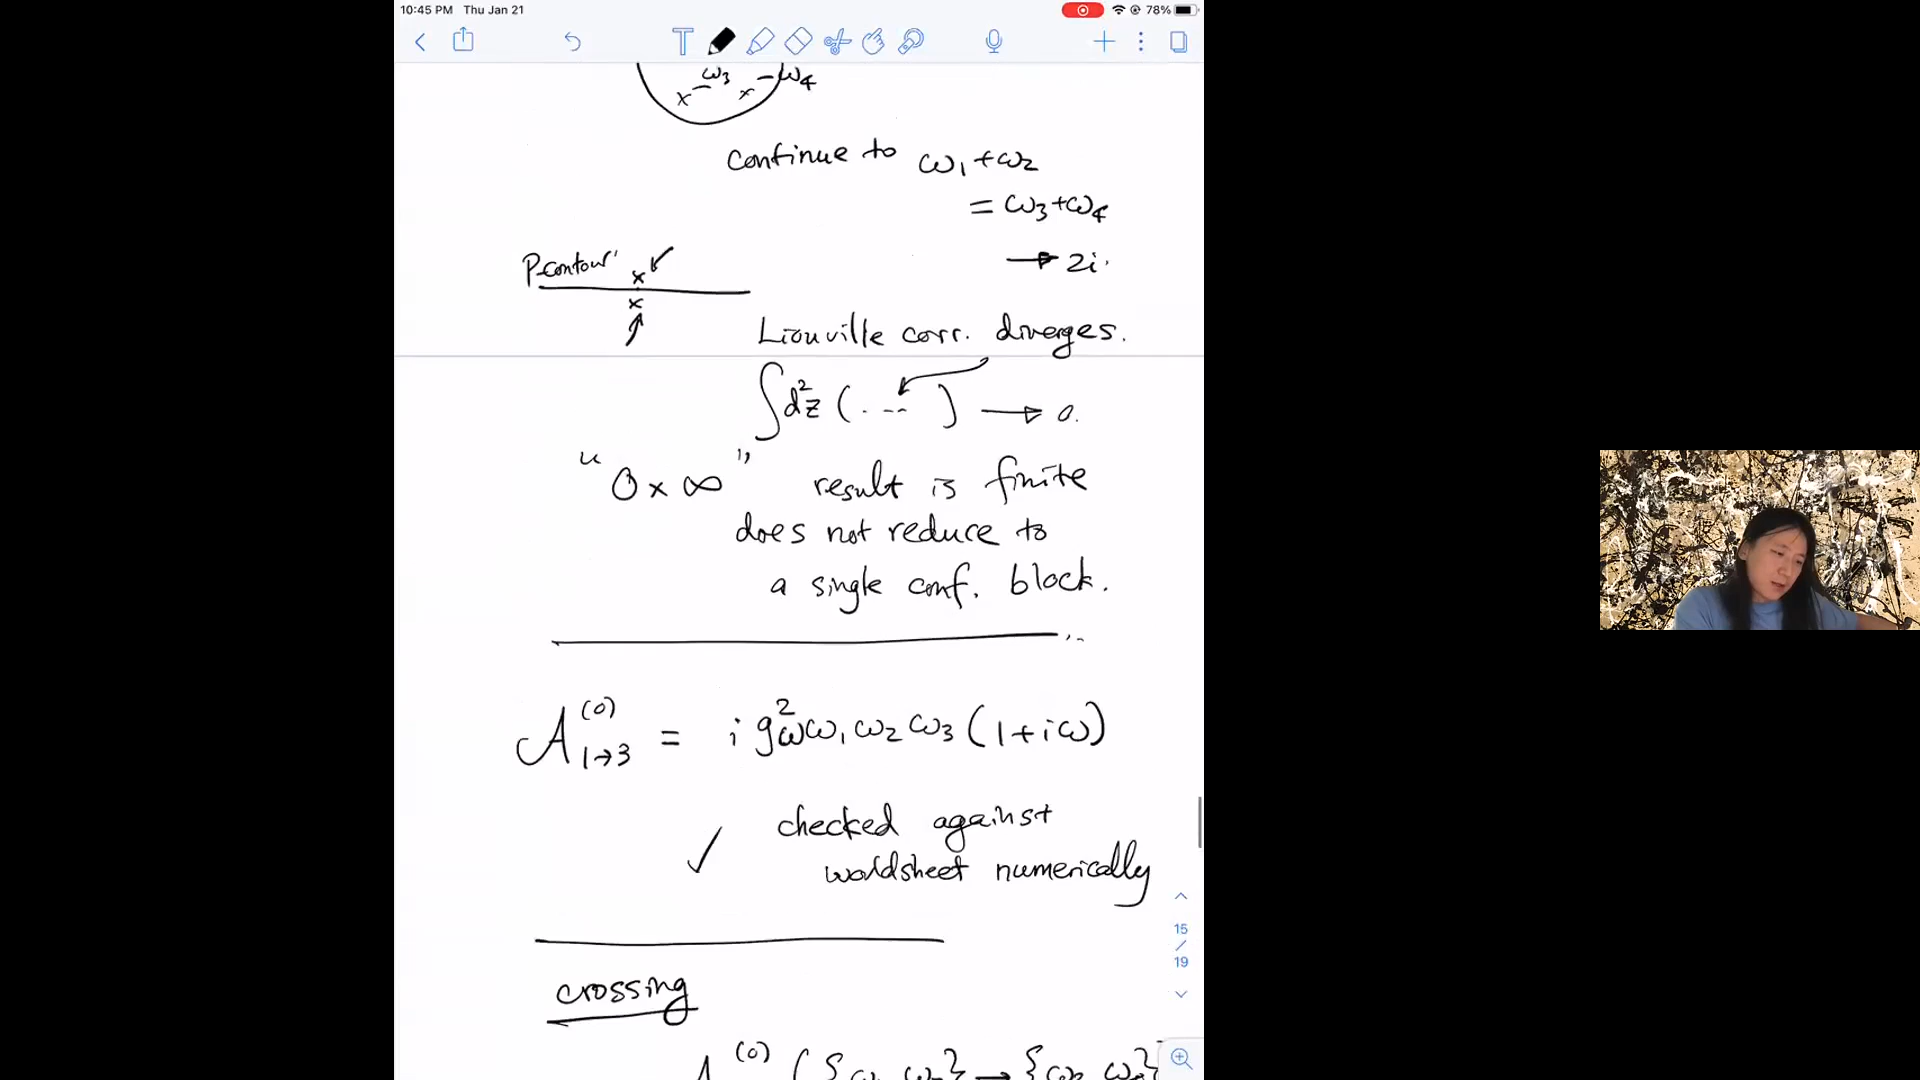 10:45 PM Thu Jan 21
78%
ω3 -ω4
x x
Continue to ω1+ω2
= ω3+ω4
→ 2i.
P-contour
x
x
Liouville corr. diverges.
∫d²z (.---) → 0.
"0 x ∞" result is finite
does not reduce to
a single conf. block.
A^(0)_1→3 = i g² ω ω1 ω2 ω3 (1+iω)
✓ checked against
worldsheet numerically
15
/
19
crossing
A^(0) ({ω